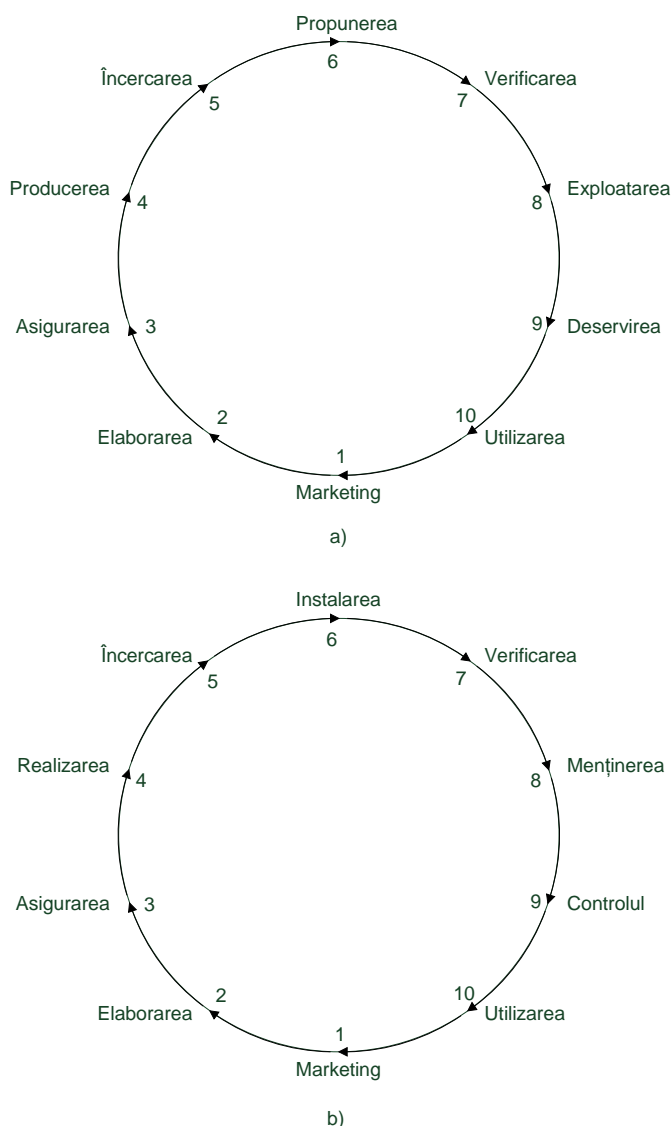 Propunerea
6
Încercarea
5
Verificarea
7
Producerea
4
Exploatarea
8
Asigurarea
3
9
Deservirea
Elaborarea
2
10
Utilizarea
1
Marketing
a)
Instalarea
6
Încercarea
5
Verificarea
7
Realizarea
4
Menținerea
8
Asigurarea
3
9
Controlul
Elaborarea
2
10
Utilizarea
1
Marketing
b)